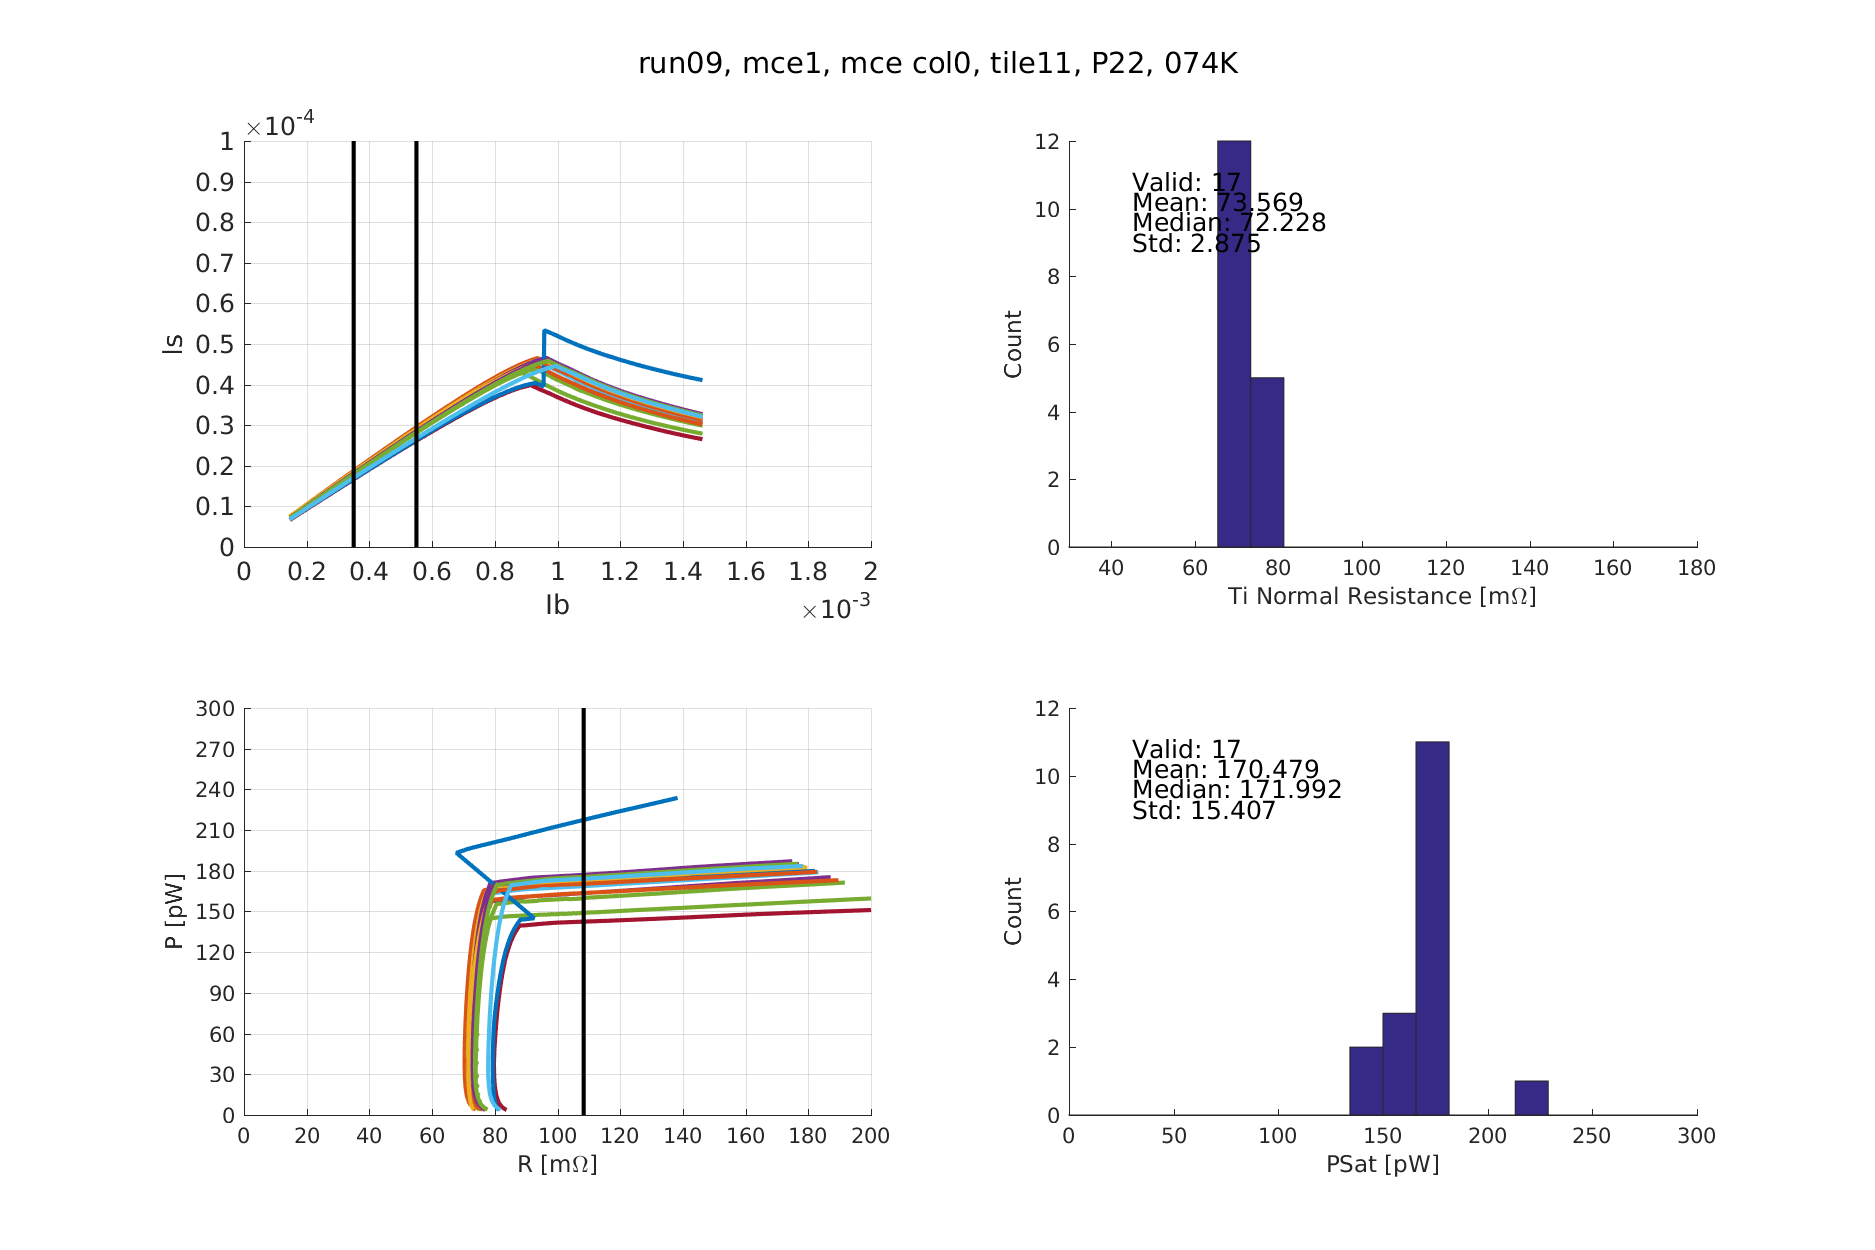 run09, mce1, mce col0, tile11, P22, 074K
×10-4
1
0.9
0.8
0.7
0.6
0.5
0.4
0.3
0.2
0.1
0
Is
0 0.2 0.4 0.6 0.8 1 1.2 1.4 1.6 1.8 2
Ib
×10-3
12
10
8
6
4
2
0
Count
Valid: 17
Mean: 73.569
Median: 72.228
Std: 2.875
40 60 80 100 120 140 160 180
Ti Normal Resistance [mΩ]
300
270
240
210
180
150
120
90
60
30
0
P [pW]
0 20 40 60 80 100 120 140 160 180 200
R [mΩ]
12
10
8
6
4
2
0
Count
Valid: 17
Mean: 170.479
Median: 171.992
Std: 15.407
0 50 100 150 200 250 300
PSat [pW]